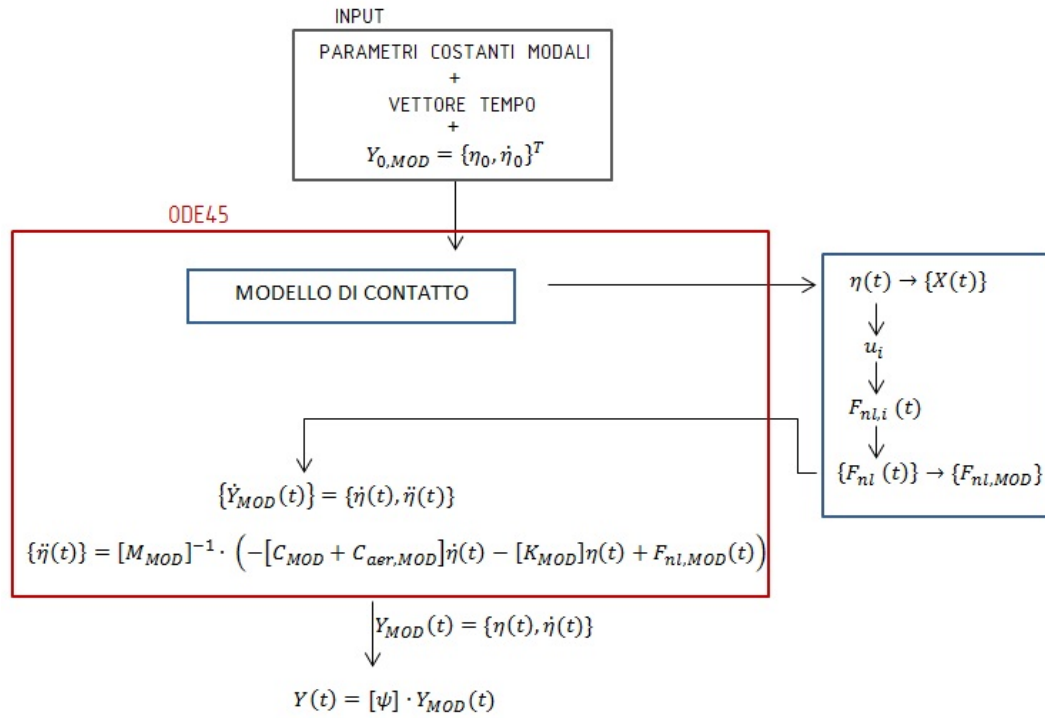 INPUT
PARAMETRI COSTANTI MODALI
+
VETTORE TEMPO
+
Y_{0,MOD} = {η_0, η̇_0}^T
ODE45
MODELLO DI CONTATTO
η(t) → {X(t)}
u_i
F_{nl,i} (t)
{F_{nl} (t)} → {F_{nl,MOD}}
{Ẏ_{MOD}(t)} = {η̇(t), η̈(t)}
{η̈(t)} = [M_{MOD}]^{-1} · (−[C_{MOD} + C_{aer,MOD}]η̇(t) − [K_{MOD}]η(t) + F_{nl,MOD}(t))
Y_{MOD}(t) = {η(t), η̇(t)}
Y(t) = [ψ] · Y_{MOD}(t)